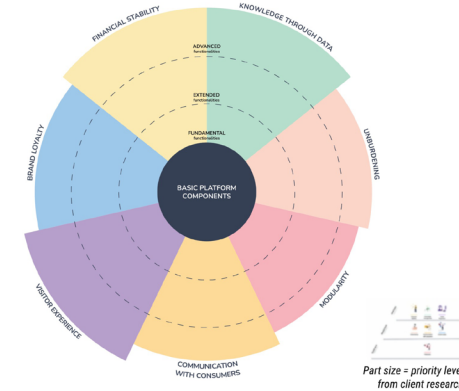 FINANCIAL STABILITY
KNOWLEDGE THROUGH DATA
ADVANCED
functionalities
EXTENDED
functionalities
FUNDAMENTAL
functionalities
BRAND LOYALTY
UNBURDENING
BASIC PLATFORM
COMPONENTS
VISITOR EXPERIENCE
MODULARITY
COMMUNICATION
WITH CONSUMERS
Part size = priority leve
from client researc